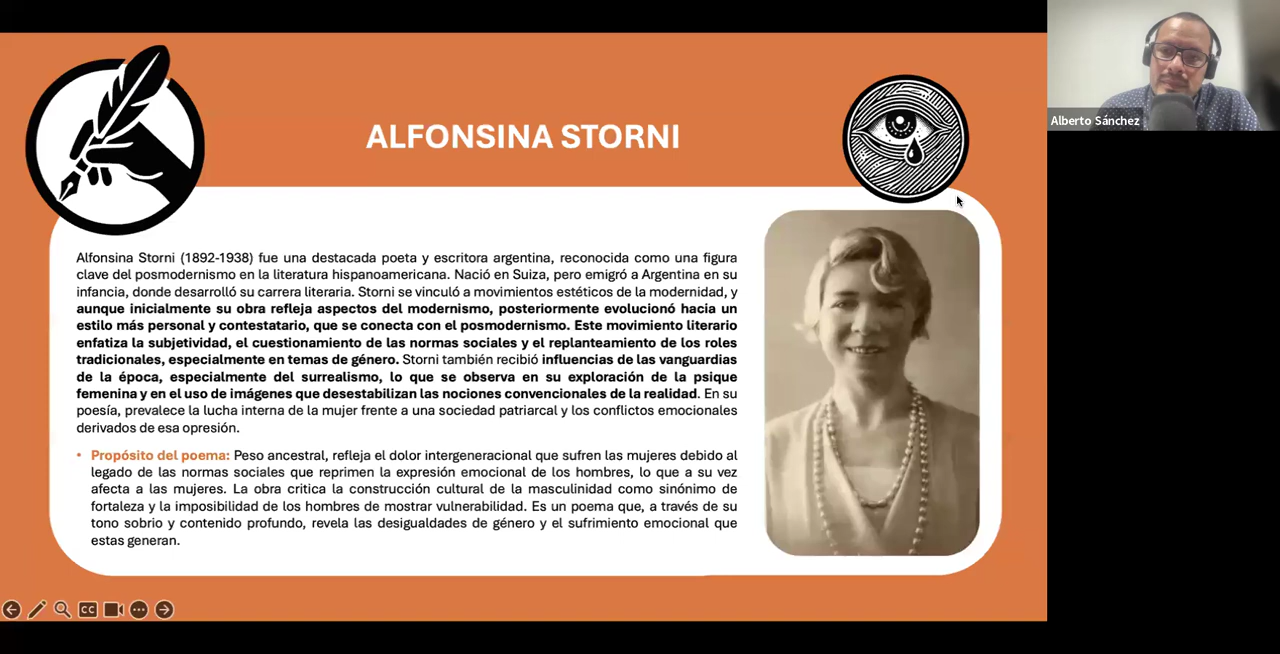 ALFONSINA STORNI
Alfonsina Storni (1892-1938) fue una destacada poeta y escritora argentina, reconocida como una figura
clave del posmodernismo en la literatura hispanoamericana. Nació en Suiza, pero emigró a Argentina en su
infancia, donde desarrolló su carrera literaria. Storni se vinculó a movimientos estéticos de la modernidad, y
aunque inicialmente su obra refleja aspectos del modernismo, posteriormente evolucionó hacia un
estilo más personal y contestatario, que se conecta con el posmodernismo. Este movimiento literario
enfatiza la subjetividad, el cuestionamiento de las normas sociales y el replanteamiento de los roles
tradicionales, especialmente en temas de género. Storni también recibió influencias de las vanguardias
de la época, especialmente del surrealismo, lo que se observa en su exploración de la psique
femenina y en el uso de imágenes que desestabilizan las nociones convencionales de la realidad. En su
poesía, prevalece la lucha interna de la mujer frente a una sociedad patriarcal y los conflictos emocionales
derivados de esa opresión.
• Propósito del poema: Peso ancestral, refleja el dolor intergeneracional que sufren las mujeres debido al
legado de las normas sociales que reprimen la expresión emocional de los hombres, lo que a su vez
afecta a las mujeres. La obra critica la construcción cultural de la masculinidad como sinónimo de
fortaleza y la imposibilidad de los hombres de mostrar vulnerabilidad. Es un poema que, a través de su
tono sobrio y contenido profundo, revela las desigualdades de género y el sufrimiento emocional que
estas generan.
CC
Alberto Sánchez